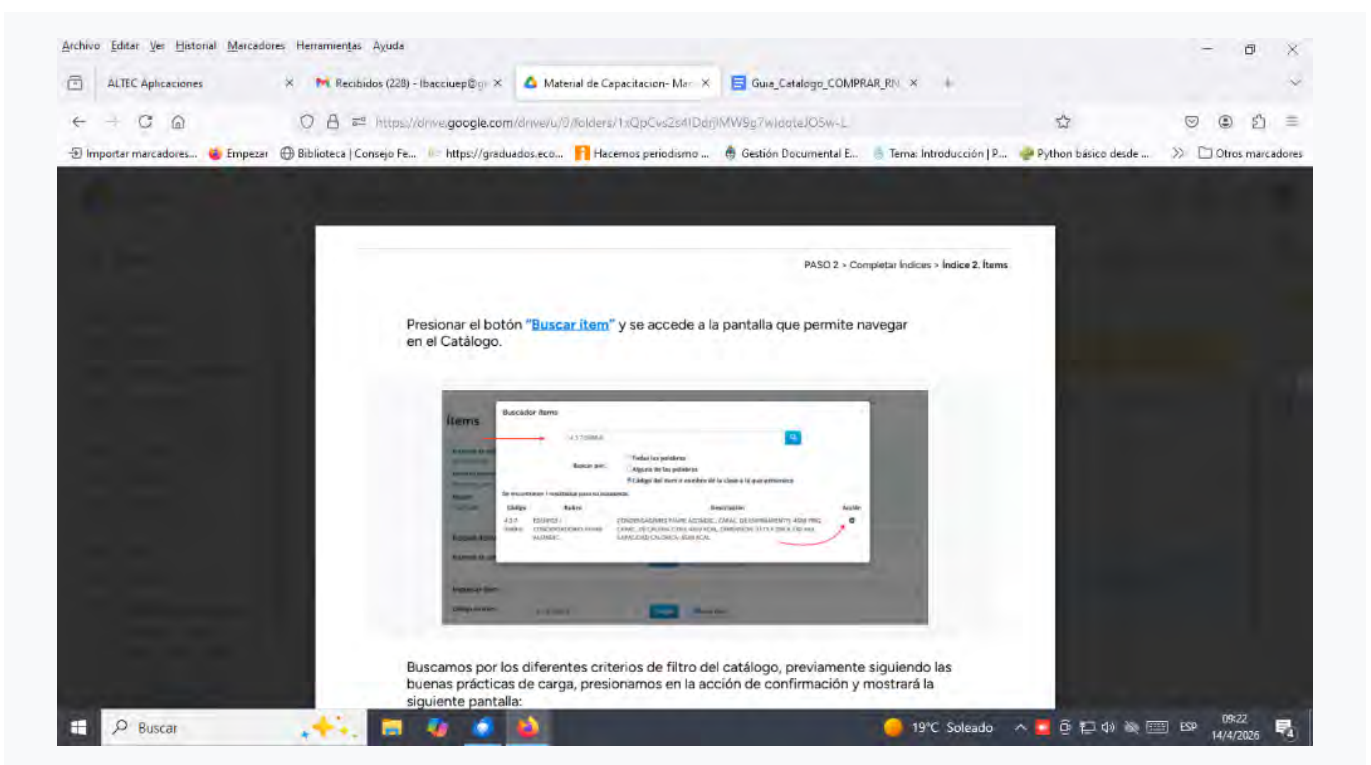 Archivo Editar Ver Historial Marcadores Herramientas Ayuda
ALTEC Aplicaciones
Recibidos (228) - lbacciuep@
Material de Capacitacion- Mar
Guia_Catalogo_COMPRAR_RN
Importar marcadores...
Empezar
Biblioteca | Consejo Fe...
https://graduados.eco...
Hacemos periodismo ...
Gestión Documental E...
Tema: Introducción | P...
Python básico desde ...
Otros marcadores
PASO 2 > Completar Índices > Índice 2. Ítems
Presionar el botón "Buscar ítem" y se accede a la pantalla que permite navegar
en el Catálogo.
Ítems
Buscador ítems
Buscar por:
Todas las palabras
Alguna de las palabras
Código del ítem o nombre de la clase a la que pertenece
Código Rubro Descripción Acción
Buscamos por los diferentes criterios de filtro del catálogo, previamente siguiendo las
buenas prácticas de carga, presionamos en la acción de confirmación y mostrará la
siguiente pantalla:
Buscar
19°C Soleado
ESP
09:22
14/4/2026